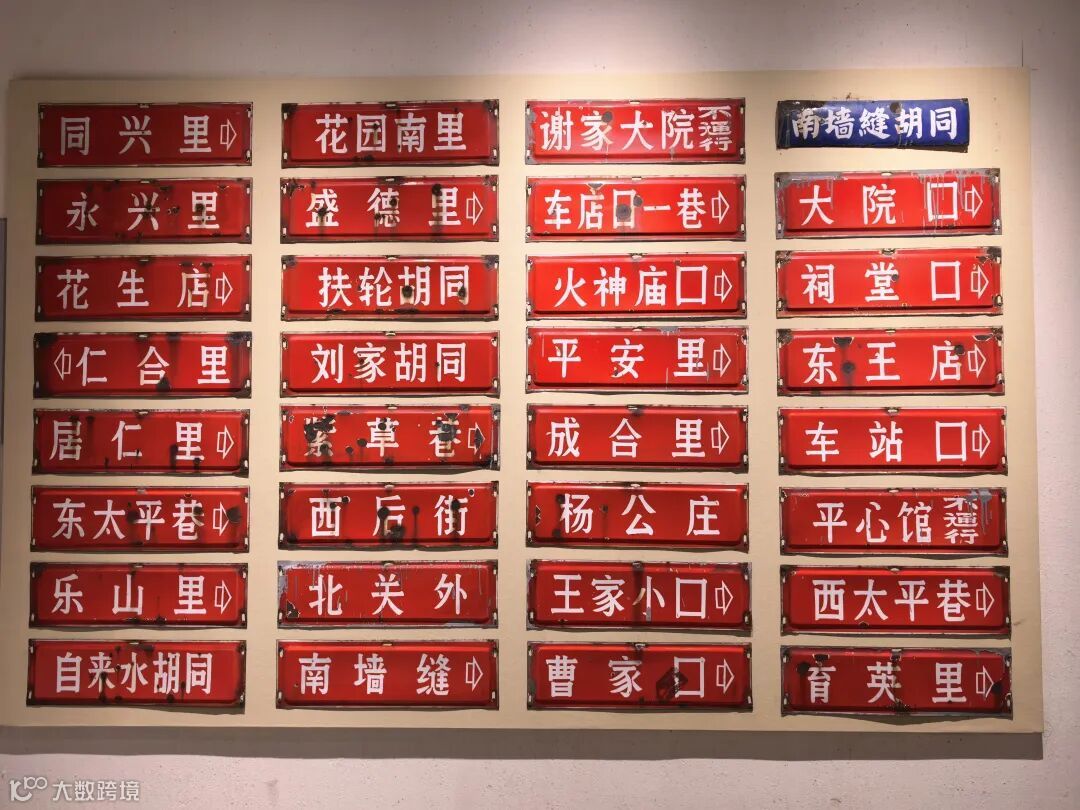 同兴里
花园南里
谢家大院 不通行
南墙缝胡同
永兴里
盛德里
车店口一巷
大院口
花生店
扶轮胡同
火神庙口
祠堂口
仁合里
刘家胡同
平安里
东王店
居仁里
紫草巷
成合里
车站口
东太平巷
西后街
杨公庄
平心馆 不通行
乐山里
北关外
王家小口
西太平巷
自来水胡同
南墙缝
曹家口
育英里
大数跨境